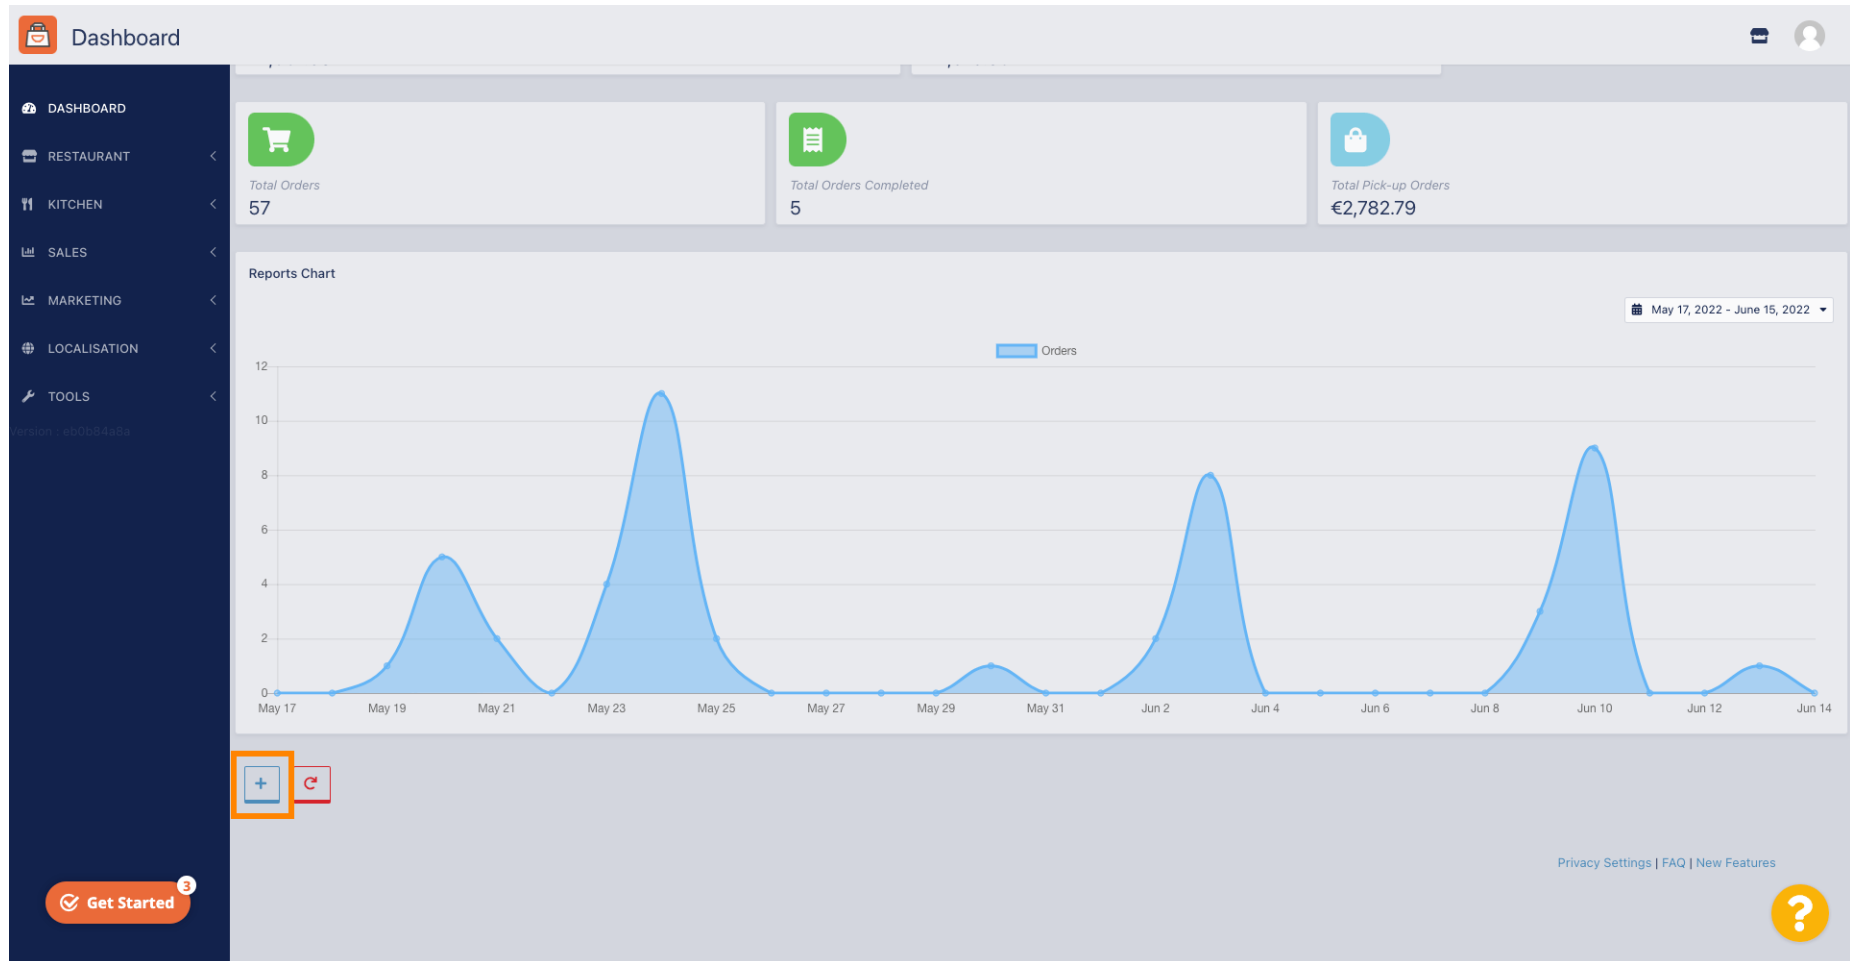 Dashboard
DASHBOARD
RESTAURANT
KITCHEN
SALES
MARKETING
LOCALISATION
TOOLS
Version : eb0b84a8a
Total Orders
57
Total Orders Completed
5
Total Pick-up Orders
€2,782.79
Reports Chart
May 17, 2022 - June 15, 2022
Orders
12
10
8
6
4
2
0
May 17 May 19 May 21 May 23 May 25 May 27 May 29 May 31 Jun 2 Jun 4 Jun 6 Jun 8 Jun 10 Jun 12 Jun 14
Privacy Settings | FAQ | New Features
3
Get Started
?